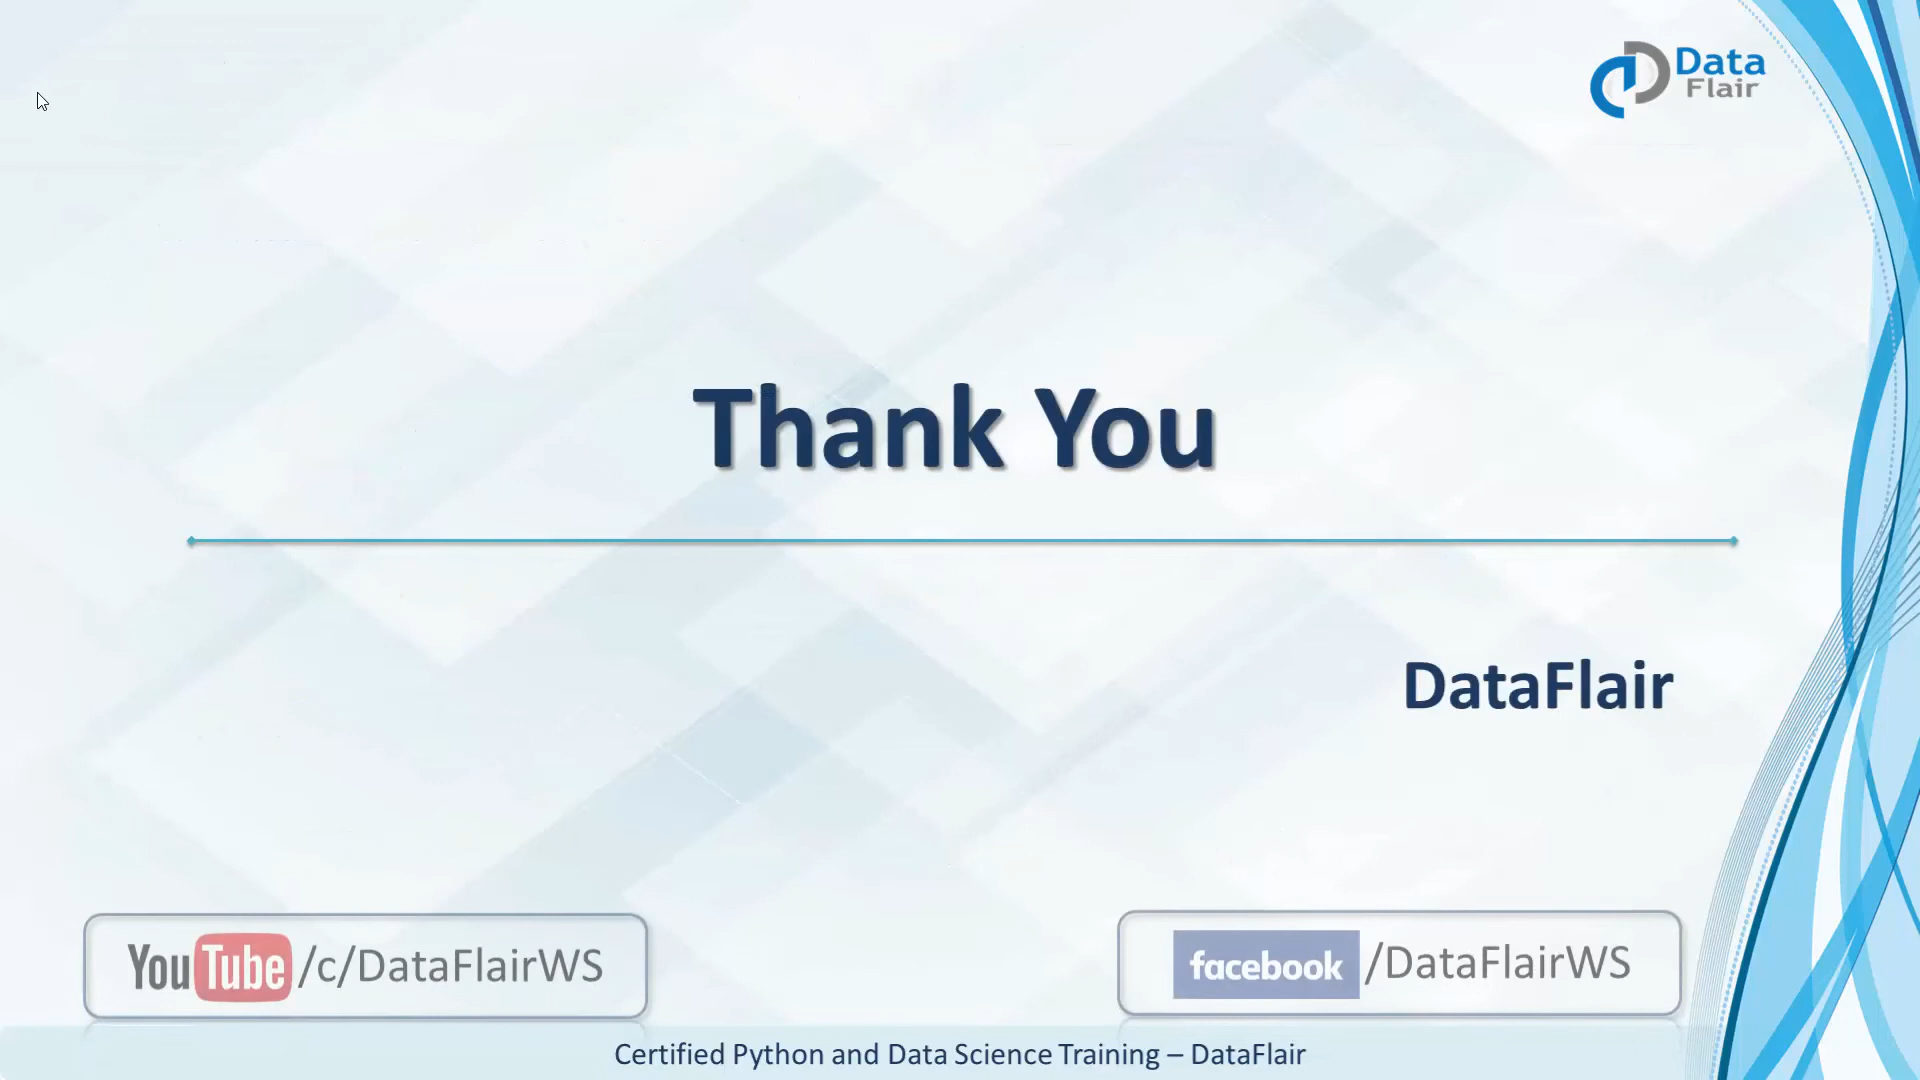 Data
Flair
Thank You
DataFlair
YouTube /c/DataFlairWS
facebook /DataFlairWS
Certified Python and Data Science Training – DataFlair